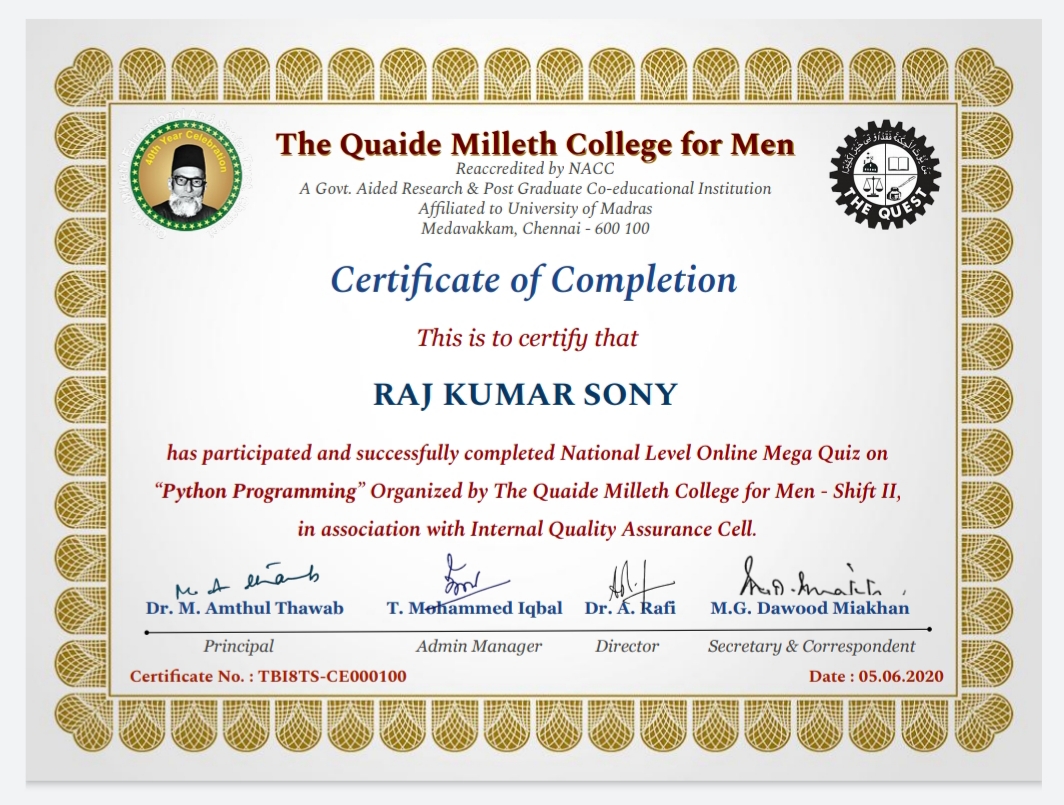 40th Year Celebration
The Quaide Milleth College for Men
Reaccredited by NACC
A Govt. Aided Research & Post Graduate Co-educational Institution
Affiliated to University of Madras
Medavakkam, Chennai - 600 100
THE QUEST
Certificate of Completion
This is to certify that
RAJ KUMAR SONY
has participated and successfully completed National Level Online Mega Quiz on
“Python Programming” Organized by The Quaide Milleth College for Men - Shift II,
in association with Internal Quality Assurance Cell.
Dr. M. Amthul Thawab T. Mohammed Iqbal Dr. A. Rafi M.G. Dawood Miakhan
Principal Admin Manager Director Secretary & Correspondent
Certificate No. : TBI8TS-CE000100 Date : 05.06.2020